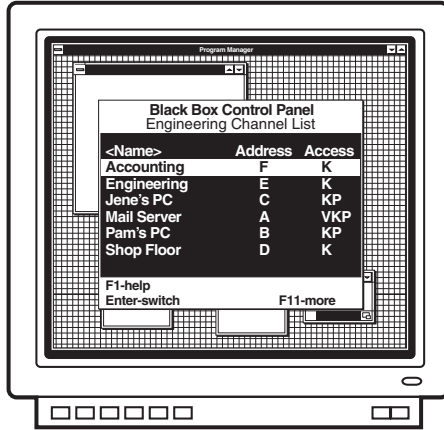 Program Manager
Black Box Control Panel
Engineering Channel List
<Name> Address Access
Accounting F K
Engineering E K
Jene's PC C KP
Mail Server A VKP
Pam's PC B KP
Shop Floor D K
F1-help
Enter-switch F11-more